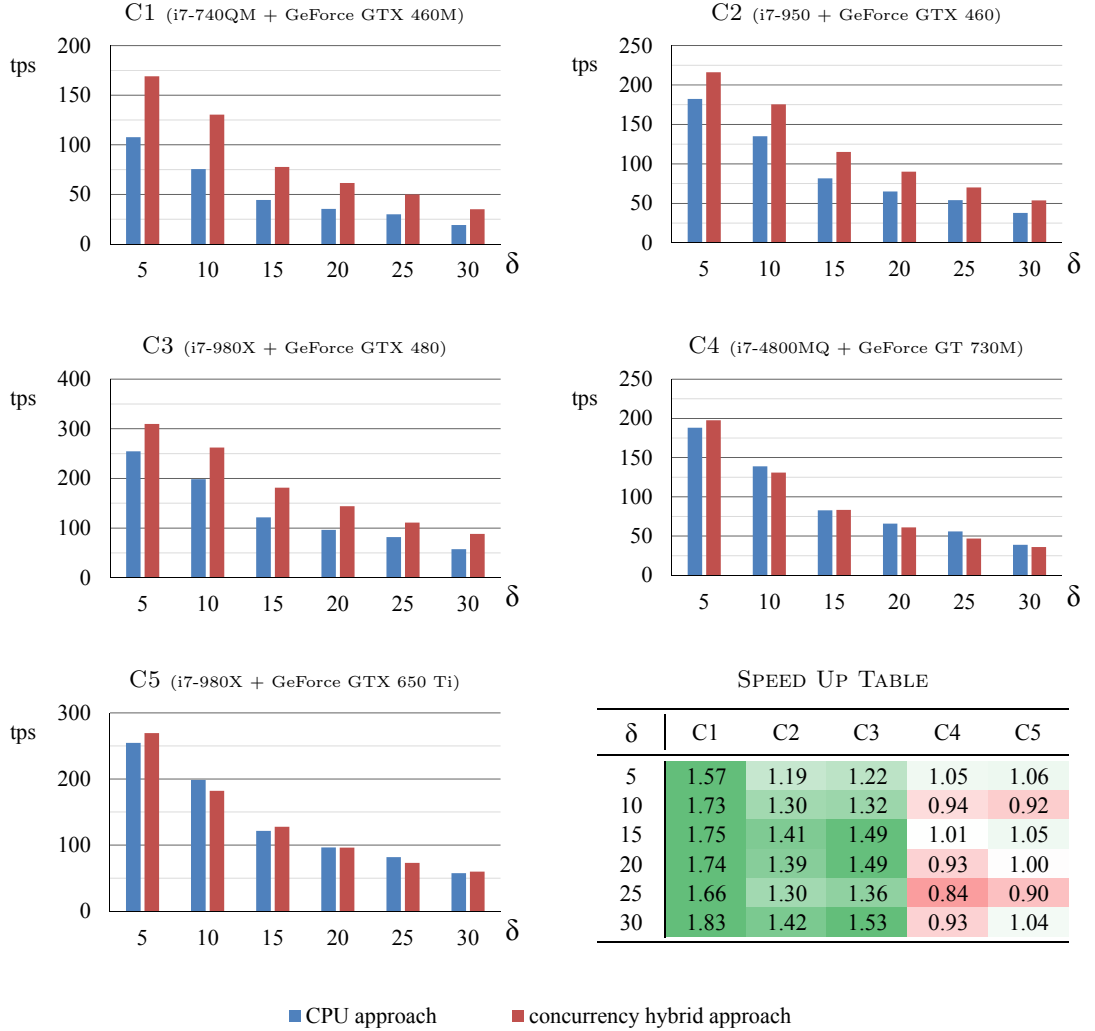 C1 (i7-740QM + GeForce GTX 460M)
tps
200
150
100
50
0
5 10 15 20 25 30 δ
C2 (i7-950 + GeForce GTX 460)
tps
250
200
150
100
50
0
5 10 15 20 25 30 δ
C3 (i7-980X + GeForce GTX 480)
tps
400
300
200
100
0
5 10 15 20 25 30 δ
C4 (i7-4800MQ + GeForce GT 730M)
tps
250
200
150
100
50
0
5 10 15 20 25 30 δ
C5 (i7-980X + GeForce GTX 650 Ti)
tps
300
200
100
0
5 10 15 20 25 30 δ
Speed Up Table
δ C1 C2 C3 C4 C5
5 1.57 1.19 1.22 1.05 1.06
10 1.73 1.30 1.32 0.94 0.92
15 1.75 1.41 1.49 1.01 1.05
20 1.74 1.39 1.49 0.93 1.00
25 1.66 1.30 1.36 0.84 0.90
30 1.83 1.42 1.53 0.93 1.04
CPU approach concurrency hybrid approach